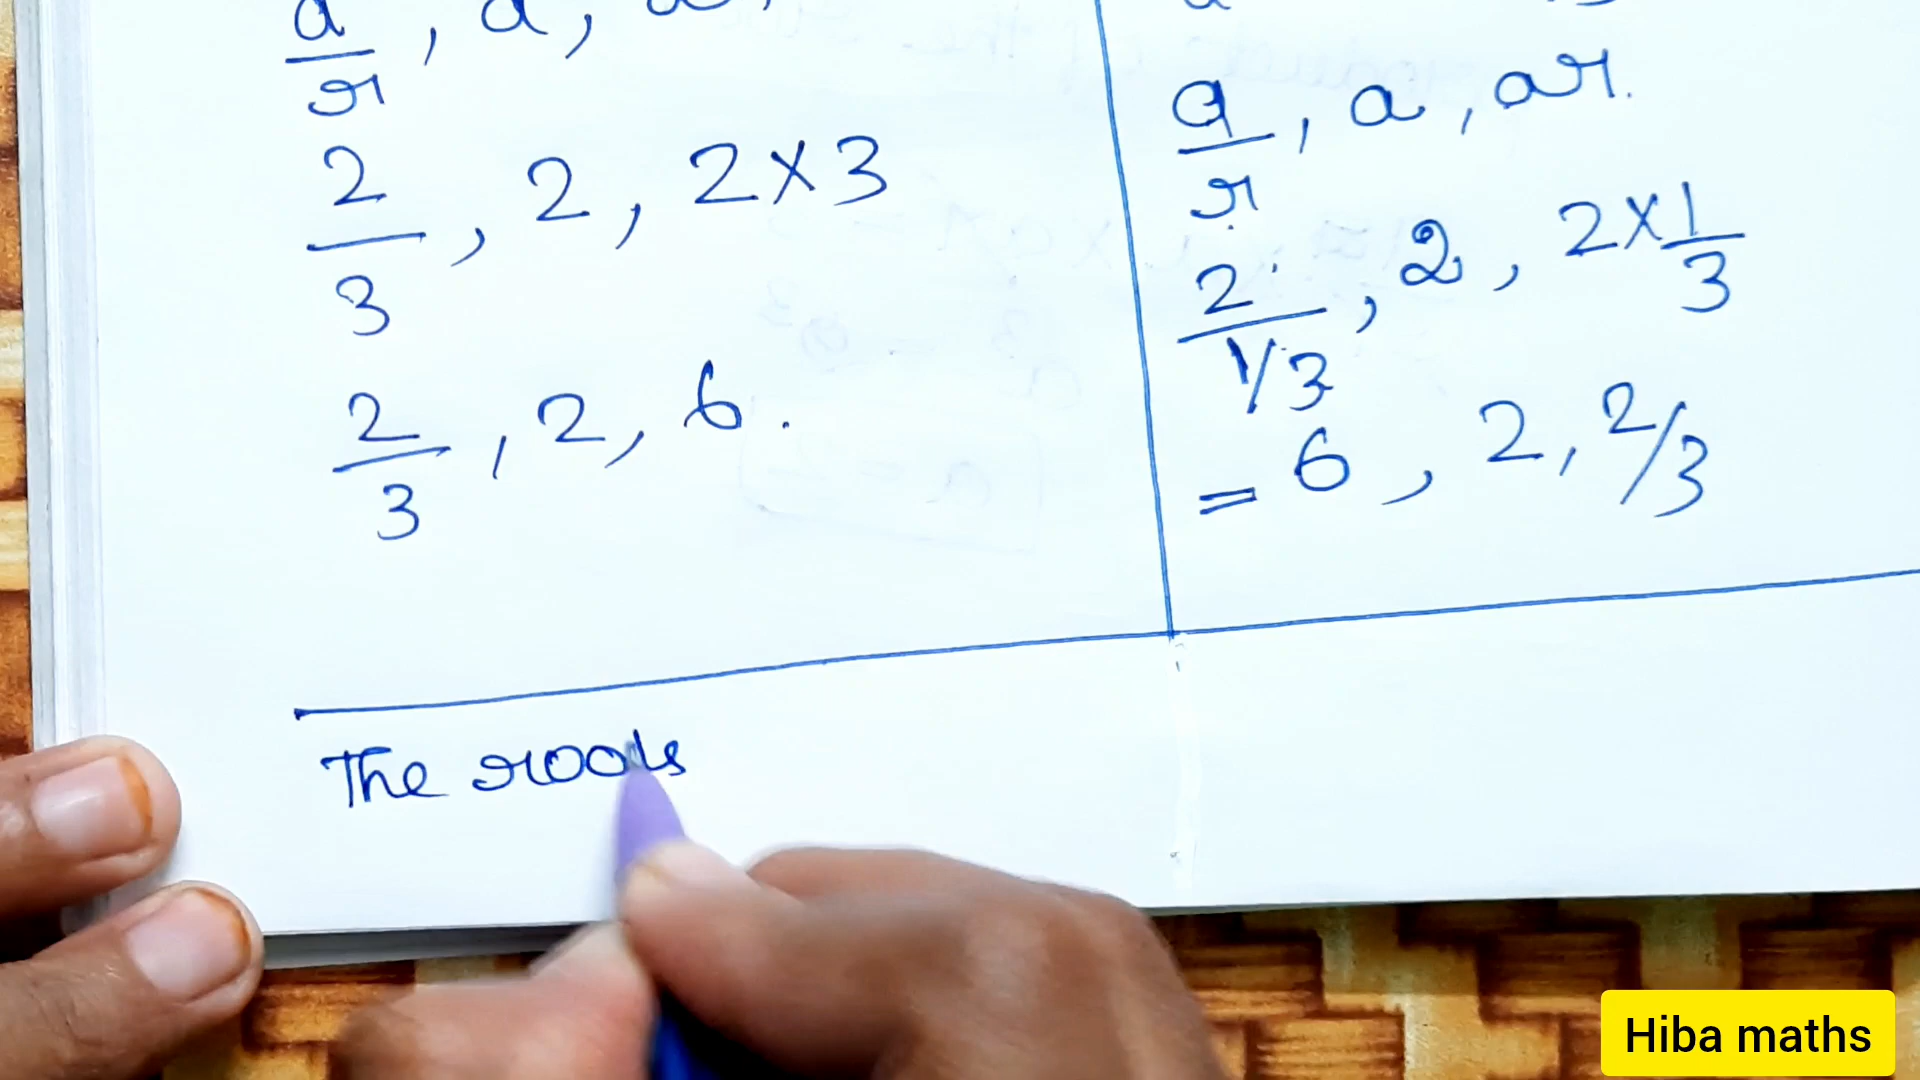 a/r, a,
2/3, 2, 2×3
2/3, 2, 6.
a/r, a, ar.
2/1/3, 2, 2×1/3
= 6, 2, 2/3
The roots
Hiba maths